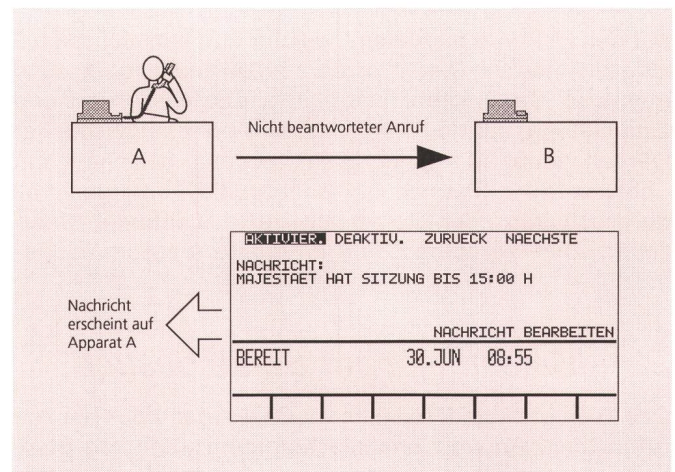 Nicht beantworteter Anruf
A
B
AKTIVIER. DEAKTIV. ZURUECK NAECHSTE
NACHRICHT:
MAJESTAET HAT SITZUNG BIS 15:00 H
Nachricht
erscheint auf
Apparat A
NACHRICHT BEARBEITEN
BEREIT 30.JUN 08:55